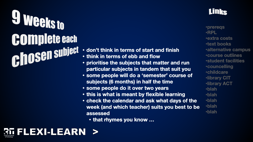 9 weeks to
complete each
chosen subject
• don't think in terms of start and finish
• think in terms of ebb and flow
• prioritise the subjects that matter and run
particular subjects in tandem that suit you
• some people will do a 'semester' course of
subjects (6 months) in half the time
• some people do it over two years
• this is what is meant by flexible learning
• check the calendar and ask what days of the
week (and which teacher) suits you best to be
assessed
• that rhymes you know ...
Links
-prereqs
-RPL
-extra costs
-text books
-alternative campus
-course outlines
-student facilities
-counselling
-childcare
-library CIT
-library ACT
-blah
-blah
-blah
-blah
-blah
FLEXI-LEARN >